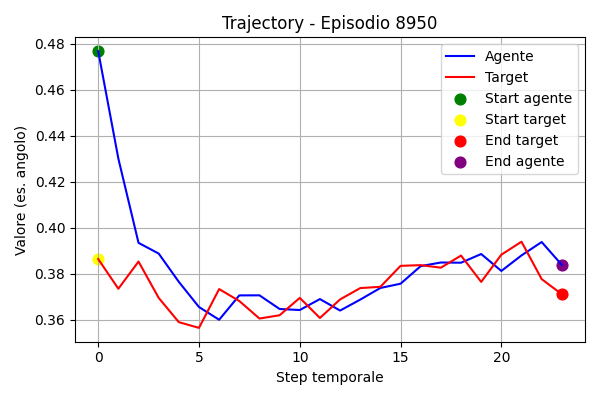 Trajectory - Episodio 8950
Valore (es. angolo)
0.48
0.46
0.44
0.42
0.40
0.38
0.36
Agente
Target
Start agente
Start target
End target
End agente
0 5 10 15 20
Step temporale